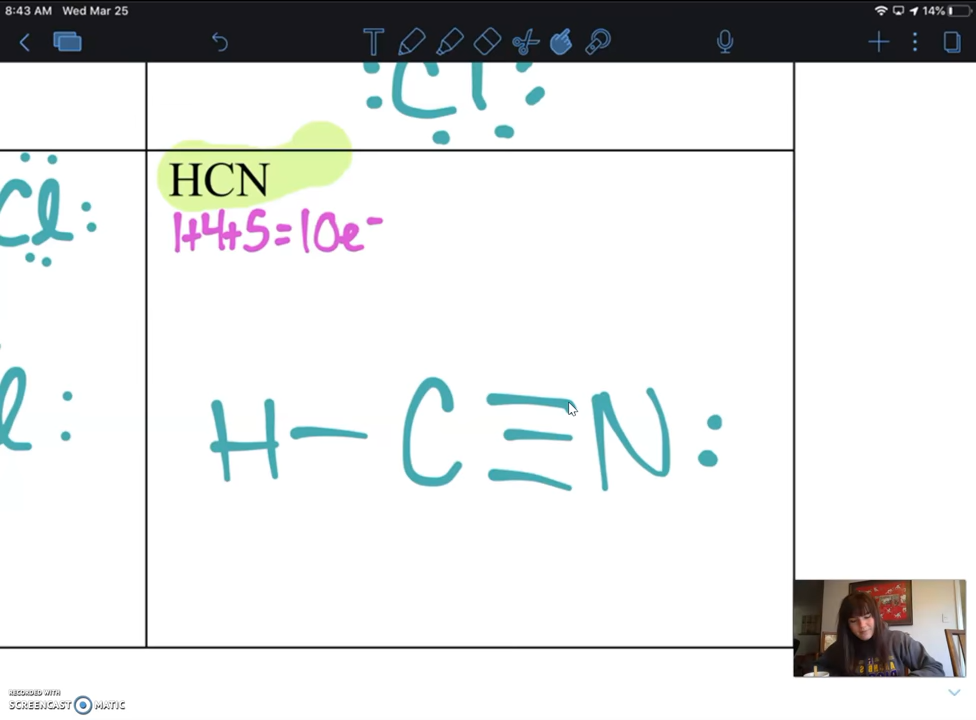 8:43 AM Wed Mar 25
14%
T
Cl
HCN
1+4+5=10e⁻
Cl:
l:
H—C≡N:
RECORDED WITH
SCREENCAST MATIC